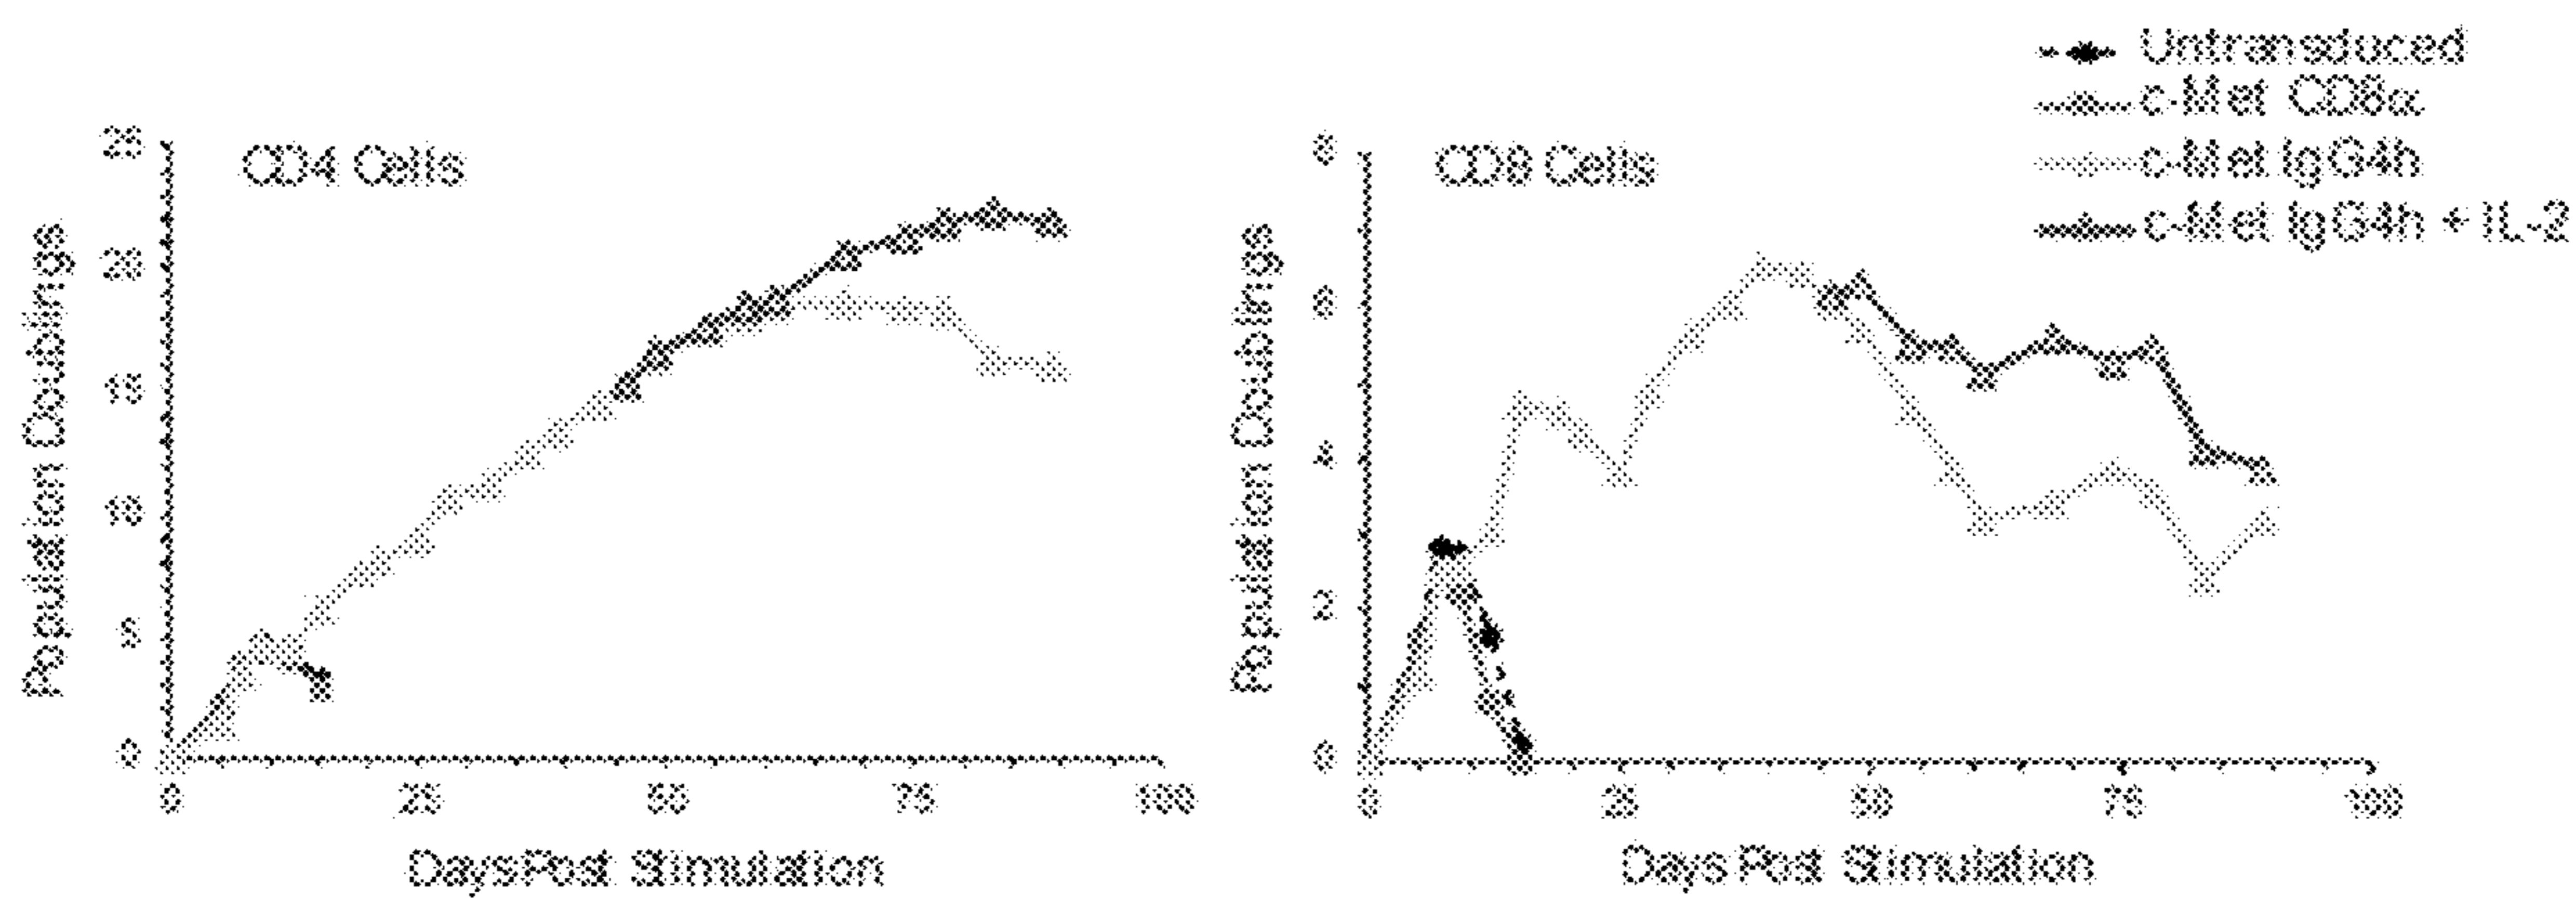 Untransduced
c-Met CD8α
c-Met IgG4h
c-Met IgG4h + IL-2
CD4 Cells
Population Doublings
25
20
15
10
5
0
0 25 50 75 100
Days Post Stimulation
CD8 Cells
Population Doublings
8
6
4
2
0
0 25 50 75 100
Days Post Stimulation